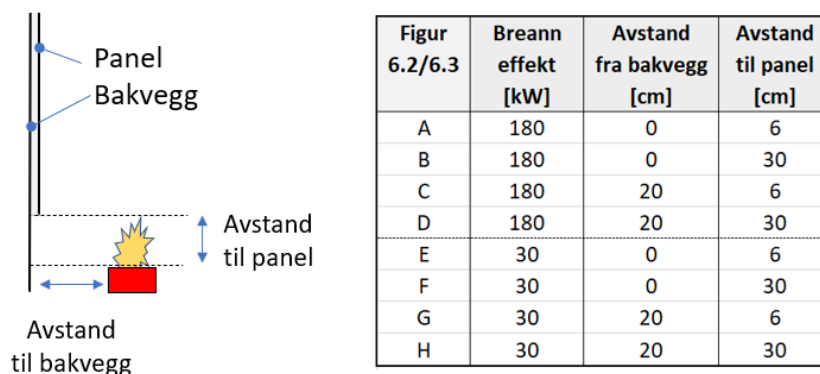 Panel
Bakvegg
Avstand
til panel
Avstand
til bakvegg
Figur Breann Avstand Avstand
6.2/6.3 effekt fra bakvegg til panel
[kW] [cm] [cm]
A 180 0 6
B 180 0 30
C 180 20 6
D 180 20 30
E 30 0 6
F 30 0 30
G 30 20 6
H 30 20 30